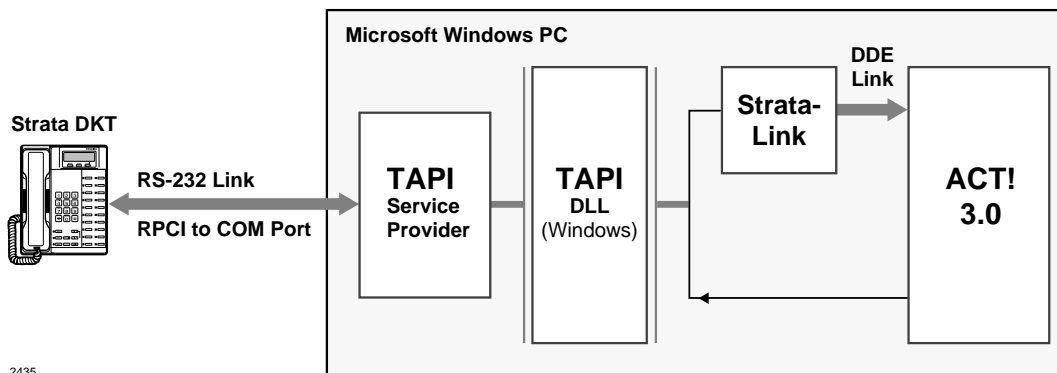 Microsoft Windows PC
Strata DKT
RS-232 Link
RPCI to COM Port
TAPI
Service
Provider
TAPI
DLL
(Windows)
Strata-
Link
DDE
Link
ACT!
3.0
2435